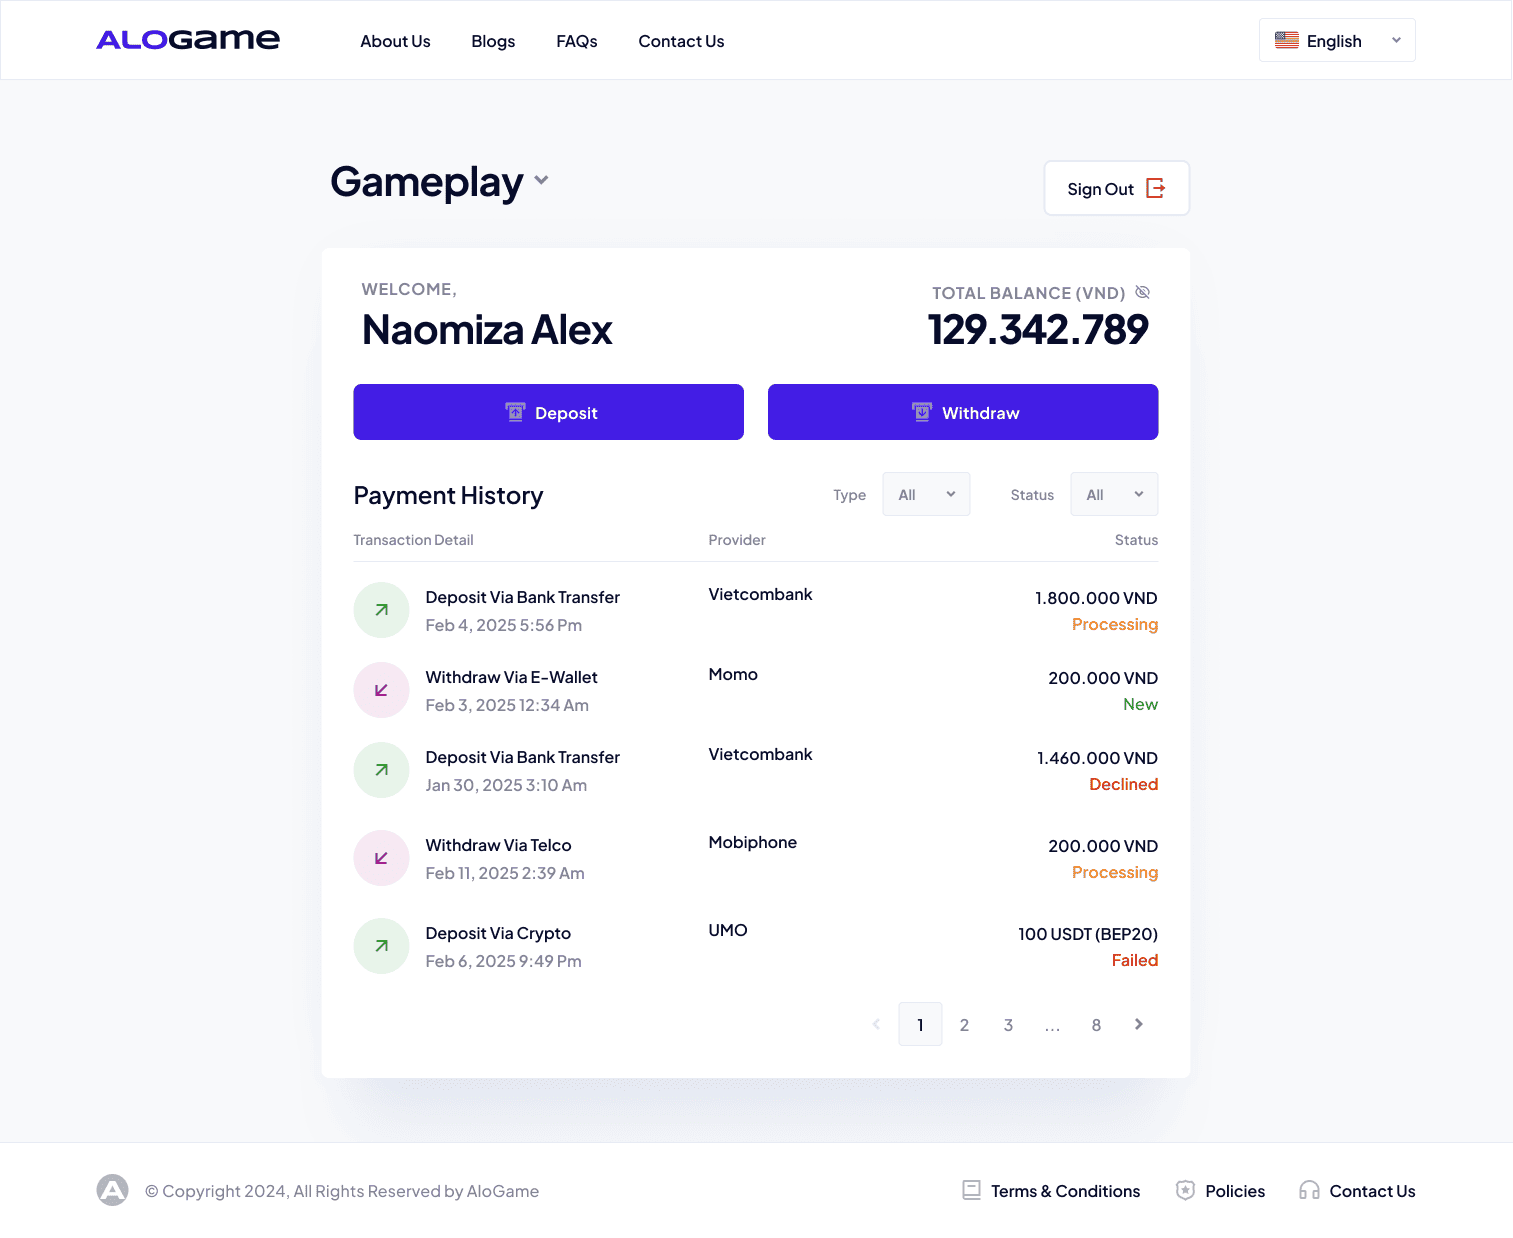 ALOGAME
About Us
Blogs
FAQs
Contact Us
English
Gameplay
Sign Out
WELCOME,
Naomiza Alex
TOTAL BALANCE (VND)
129.342.789
Deposit
Withdraw
Payment History
Type
All
Status
All
Transaction Detail
Provider
Status
Deposit Via Bank Transfer
Feb 4, 2025 5:56 Pm
Vietcombank
1.800.000 VND
Processing
Withdraw Via E-Wallet
Feb 3, 2025 12:34 Am
Momo
200.000 VND
New
Deposit Via Bank Transfer
Jan 30, 2025 3:10 Am
Vietcombank
1.460.000 VND
Declined
Withdraw Via Telco
Feb 11, 2025 2:39 Am
Mobiphone
200.000 VND
Processing
Deposit Via Crypto
Feb 6, 2025 9:49 Pm
UMO
100 USDT (BEP20)
Failed
1
2
3
...
8
A
© Copyright 2024, All Rights Reserved by AloGame
Terms & Conditions
Policies
Contact Us